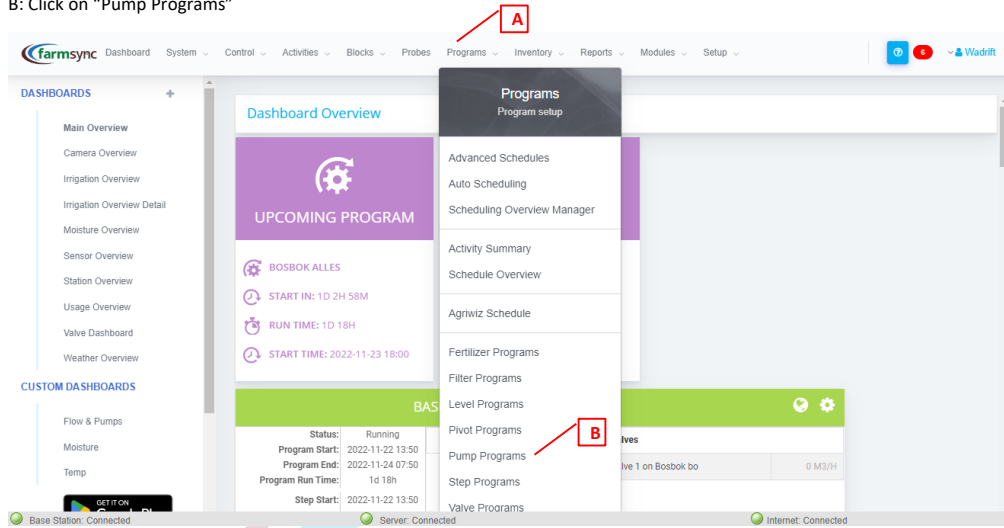 B: Click on "Pump Programs"
A
farmsync
Dashboard System Control Activities Blocks Probes Programs Inventory Reports Modules Setup
6
Wadrift
DASHBOARDS +
Main Overview
Camera Overview
Irrigation Overview
Irrigation Overview Detail
Moisture Overview
Sensor Overview
Station Overview
Usage Overview
Valve Dashboard
Weather Overview
CUSTOM DASHBOARDS
Flow & Pumps
Moisture
Temp
GET IT ON
Dashboard Overview
UPCOMING PROGRAM
BOSBOK ALLES
START IN: 1D 2H 58M
RUN TIME: 1D 18H
START TIME: 2022-11-23 18:00
BAS
Status: Running
Program Start: 2022-11-22 13:50
Program End: 2022-11-24 07:50
Program Run Time: 1d 18h
Step Start: 2022-11-22 13:50
Programs
Program setup
Advanced Schedules
Auto Scheduling
Scheduling Overview Manager
Activity Summary
Schedule Overview
Agriwiz Schedule
Fertilizer Programs
Filter Programs
Level Programs
Pivot Programs
B
Pump Programs
Step Programs
Valve Programs
lves
lve 1 on Bosbok bo 0 M3/H
Base Station: Connected Server: Connected Internet: Connected